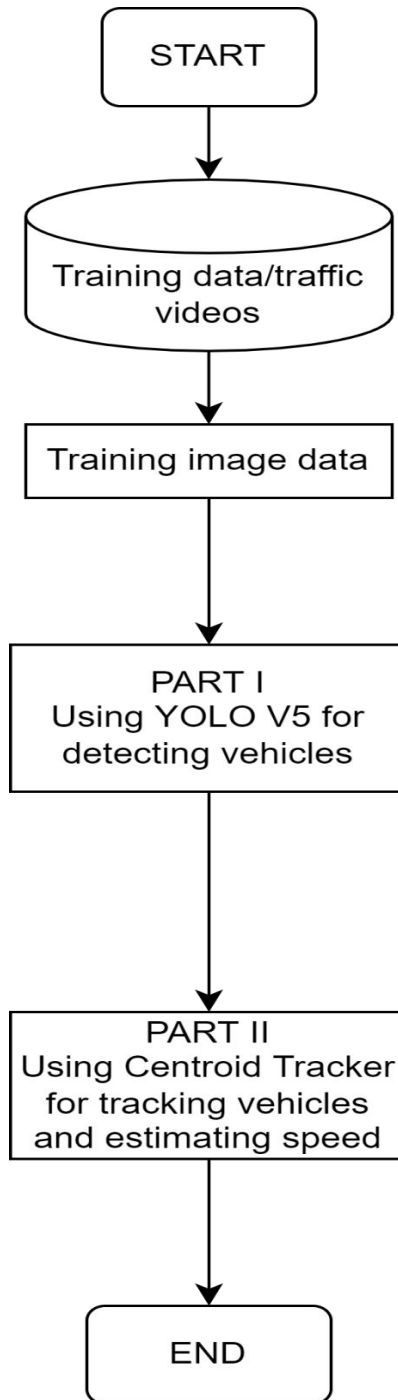 START
Training data/traffic
videos
Training image data
PART I
Using YOLO V5 for
detecting vehicles
PART II
Using Centroid Tracker
for tracking vehicles
and estimating speed
END